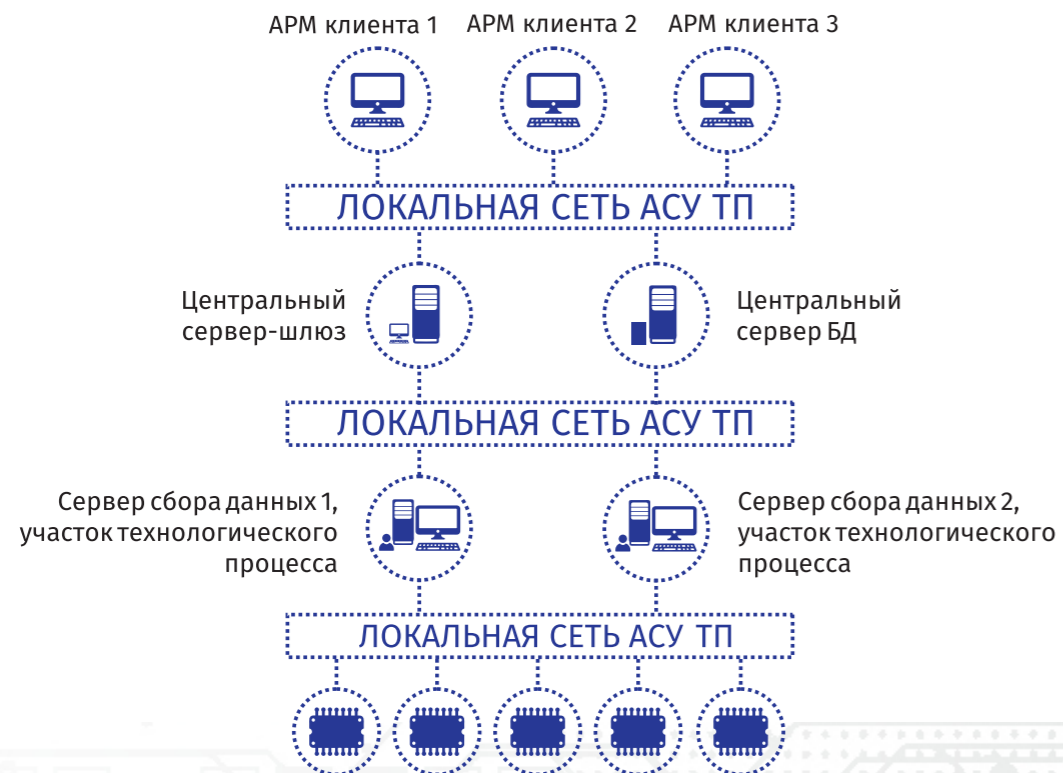 АРМ клиента 1 АРМ клиента 2 АРМ клиента 3
ЛОКАЛЬНАЯ СЕТЬ АСУ ТП
Центральный
сервер-шлюз
Центральный
сервер БД
ЛОКАЛЬНАЯ СЕТЬ АСУ ТП
Сервер сбора данных 1,
участок технологического
процесса
Сервер сбора данных 2,
участок технологического
процесса
ЛОКАЛЬНАЯ СЕТЬ АСУ ТП